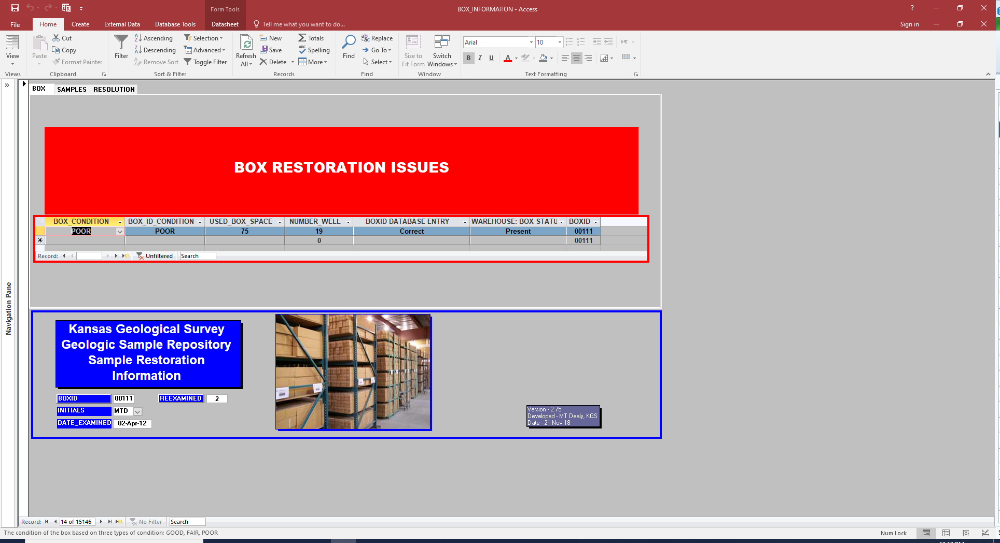 Form Tools
BOX_INFORMATION - Access
?
File
Home
Create
External Data
Database Tools
Datasheet
Tell me what you want to do...
Sign in
View
Views
Paste
Cut
Copy
Format Painter
Clipboard
Filter
Ascending
Descending
Remove Sort
Selection
Advanced
Toggle Filter
Sort & Filter
Refresh
All
New
Save
Delete
Totals
Spelling
More
Records
Find
Replace
Go To
Select
Find
Size to
Fit Form
Switch
Windows
Window
Arial
10
B I U
Text Formatting
Navigation Pane
BOX SAMPLES RESOLUTION
BOX RESTORATION ISSUES
BOX_CONDITION BOX_ID_CONDITION USED_BOX_SPACE NUMBER_WELL BOXID DATABASE ENTRY WAREHOUSE: BOX STATU BOXID
POOR POOR 75 19 Correct Present 00111
0 00111
Record: Unfiltered Search
Kansas Geological Survey
Geologic Sample Repository
Sample Restoration
Information
BOXID 00111 REEXAMINED 2
INITIALS MTD
DATE_EXAMINED 02-Apr-12
Version - 2.75
Developed - MT Dealy, KGS
Date - 21 Nov 18
Record: 14 of 15146 No Filter Search
The condition of the box based on three types of condition: GOOD, FAIR, POOR
Num Lock